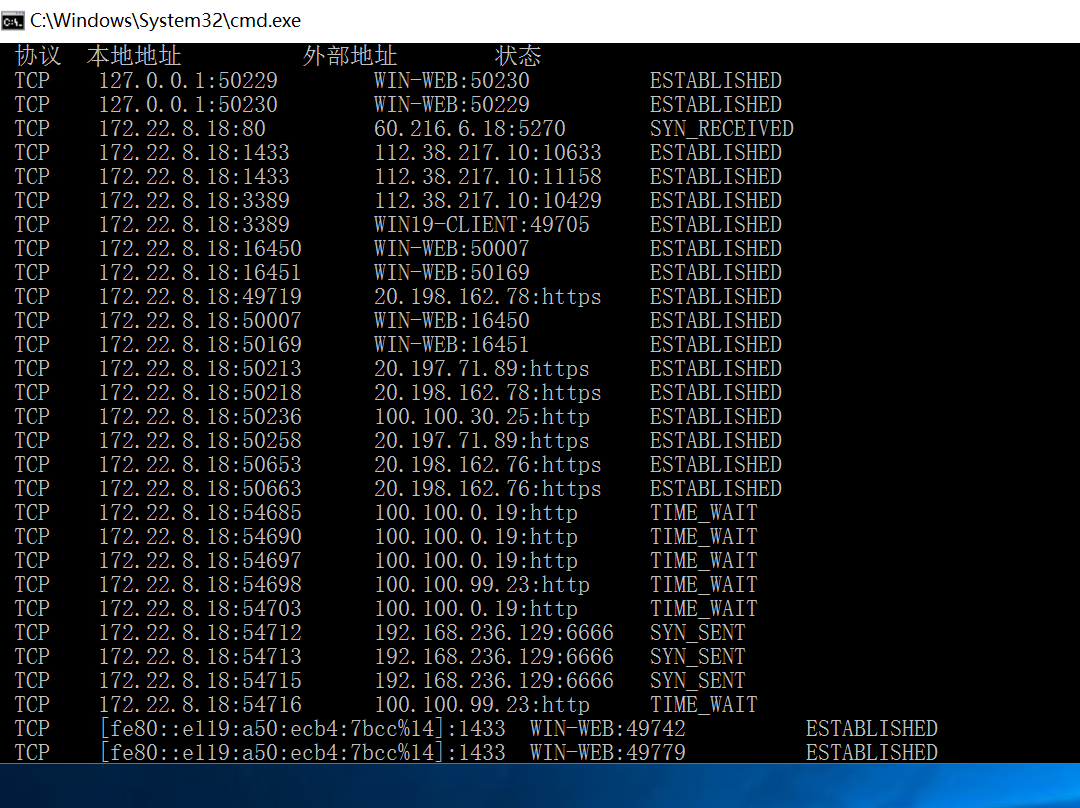 C:\Windows\System32\cmd.exe
协议 本地地址 外部地址 状态
TCP 127.0.0.1:50229 WIN-WEB:50230 ESTABLISHED
TCP 127.0.0.1:50230 WIN-WEB:50229 ESTABLISHED
TCP 172.22.8.18:80 60.216.6.18:5270 SYN_RECEIVED
TCP 172.22.8.18:1433 112.38.217.10:10633 ESTABLISHED
TCP 172.22.8.18:1433 112.38.217.10:11158 ESTABLISHED
TCP 172.22.8.18:3389 112.38.217.10:10429 ESTABLISHED
TCP 172.22.8.18:3389 WIN19-CLIENT:49705 ESTABLISHED
TCP 172.22.8.18:16450 WIN-WEB:50007 ESTABLISHED
TCP 172.22.8.18:16451 WIN-WEB:50169 ESTABLISHED
TCP 172.22.8.18:49719 20.198.162.78:https ESTABLISHED
TCP 172.22.8.18:50007 WIN-WEB:16450 ESTABLISHED
TCP 172.22.8.18:50169 WIN-WEB:16451 ESTABLISHED
TCP 172.22.8.18:50213 20.197.71.89:https ESTABLISHED
TCP 172.22.8.18:50218 20.198.162.78:https ESTABLISHED
TCP 172.22.8.18:50236 100.100.30.25:http ESTABLISHED
TCP 172.22.8.18:50258 20.197.71.89:https ESTABLISHED
TCP 172.22.8.18:50653 20.198.162.76:https ESTABLISHED
TCP 172.22.8.18:50663 20.198.162.76:https ESTABLISHED
TCP 172.22.8.18:54685 100.100.0.19:http TIME_WAIT
TCP 172.22.8.18:54690 100.100.0.19:http TIME_WAIT
TCP 172.22.8.18:54697 100.100.0.19:http TIME_WAIT
TCP 172.22.8.18:54698 100.100.99.23:http TIME_WAIT
TCP 172.22.8.18:54703 100.100.0.19:http TIME_WAIT
TCP 172.22.8.18:54712 192.168.236.129:6666 SYN_SENT
TCP 172.22.8.18:54713 192.168.236.129:6666 SYN_SENT
TCP 172.22.8.18:54715 192.168.236.129:6666 SYN_SENT
TCP 172.22.8.18:54716 100.100.99.23:http TIME_WAIT
TCP [fe80::e119:a50:ecb4:7bcc%14]:1433 WIN-WEB:49742 ESTABLISHED
TCP [fe80::e119:a50:ecb4:7bcc%14]:1433 WIN-WEB:49779 ESTABLISHED